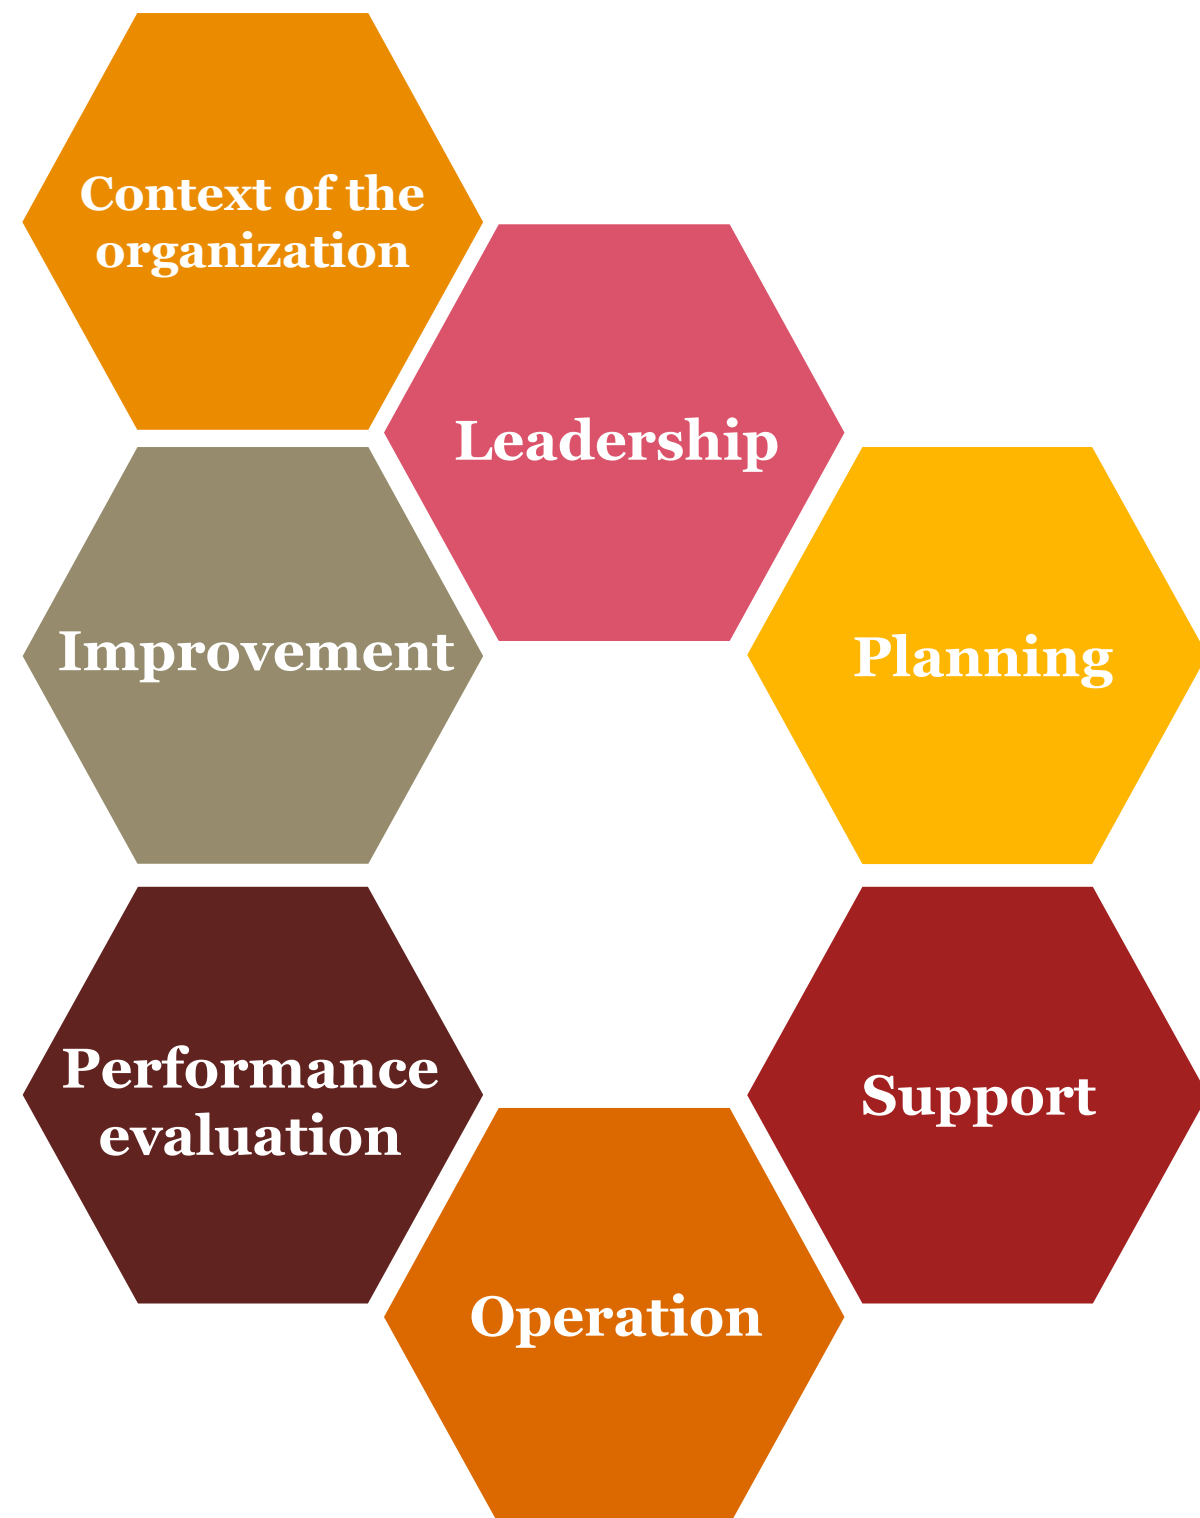 Context of the
organization
Leadership
Improvement
Planning
Performance
evaluation
Support
Operation